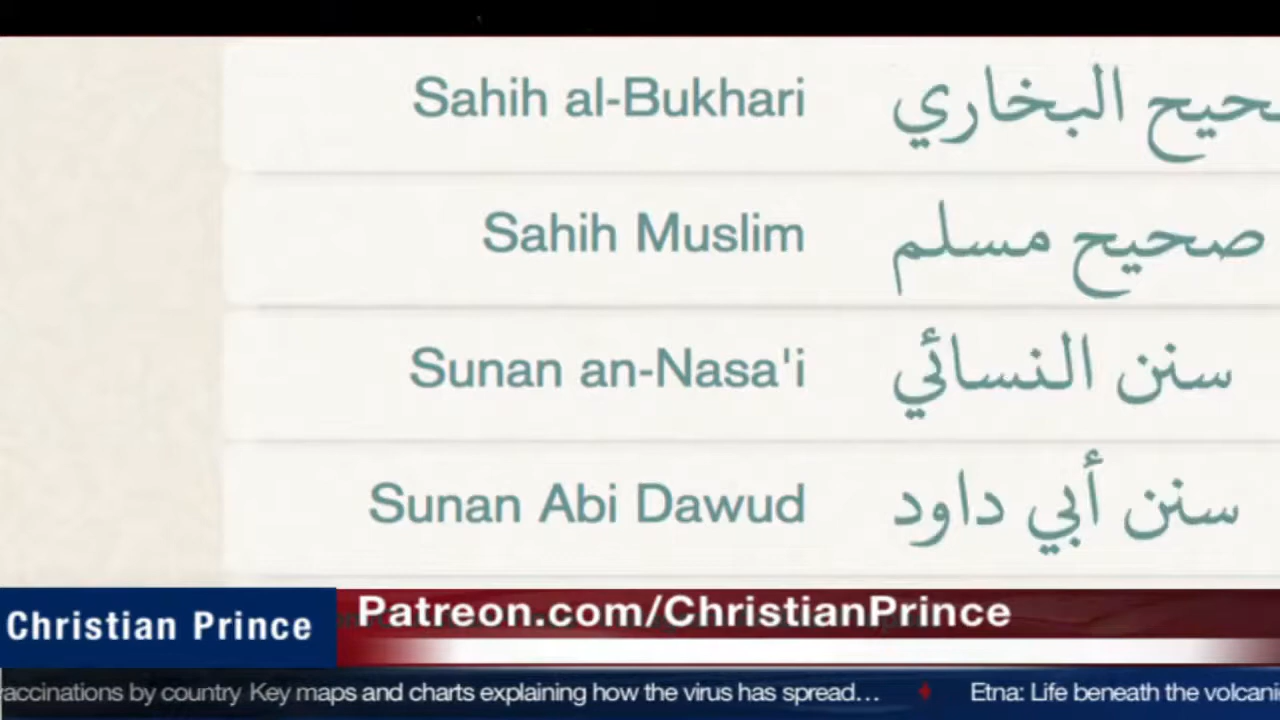 Sahih al-Bukhari البخاري
Sahih Muslim صحيح مسلم
Sunan an-Nasa'i سنن النسائي
Sunan Abi Dawud سنن أبي داود
Christian Prince
Patreon.com/ChristianPrince
accinations by country Key maps and charts explaining how the virus has spread... Etna: Life beneath the volcani